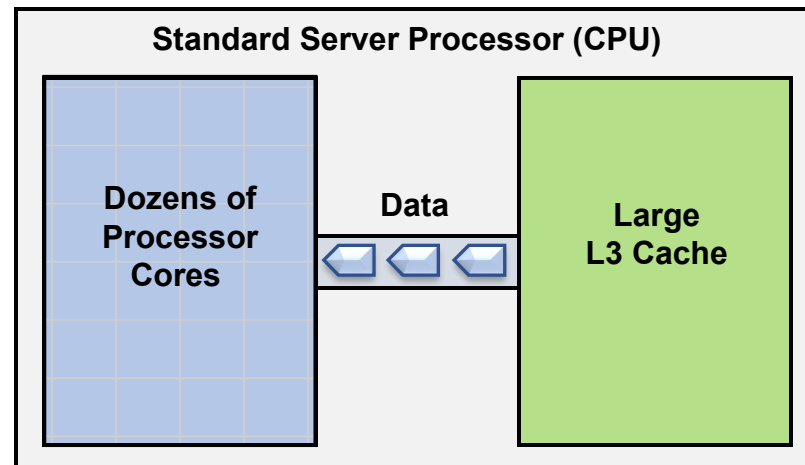 Standard Server Processor (CPU)
Dozens of
Processor
Cores
Data
Large
L3 Cache